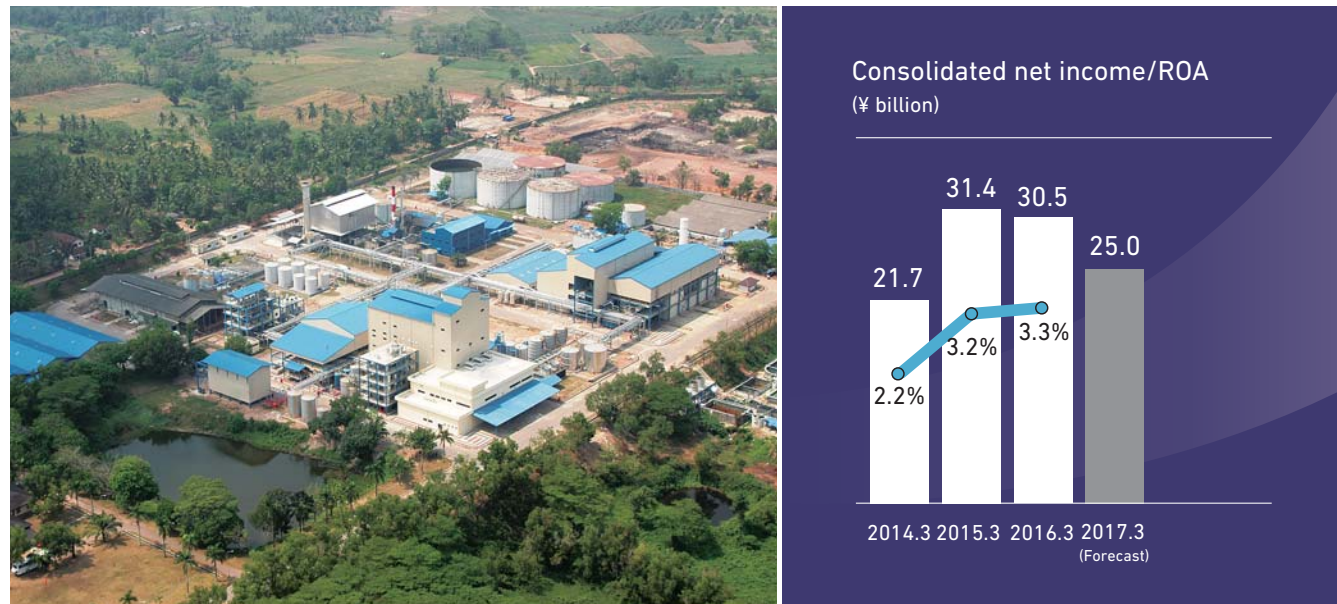 Consolidated net income/ROA
(¥ billion)
21.7
31.4
30.5
25.0
2.2%
3.2%
3.3%
2014.3 2015.3 2016.3 2017.3
(Forecast)